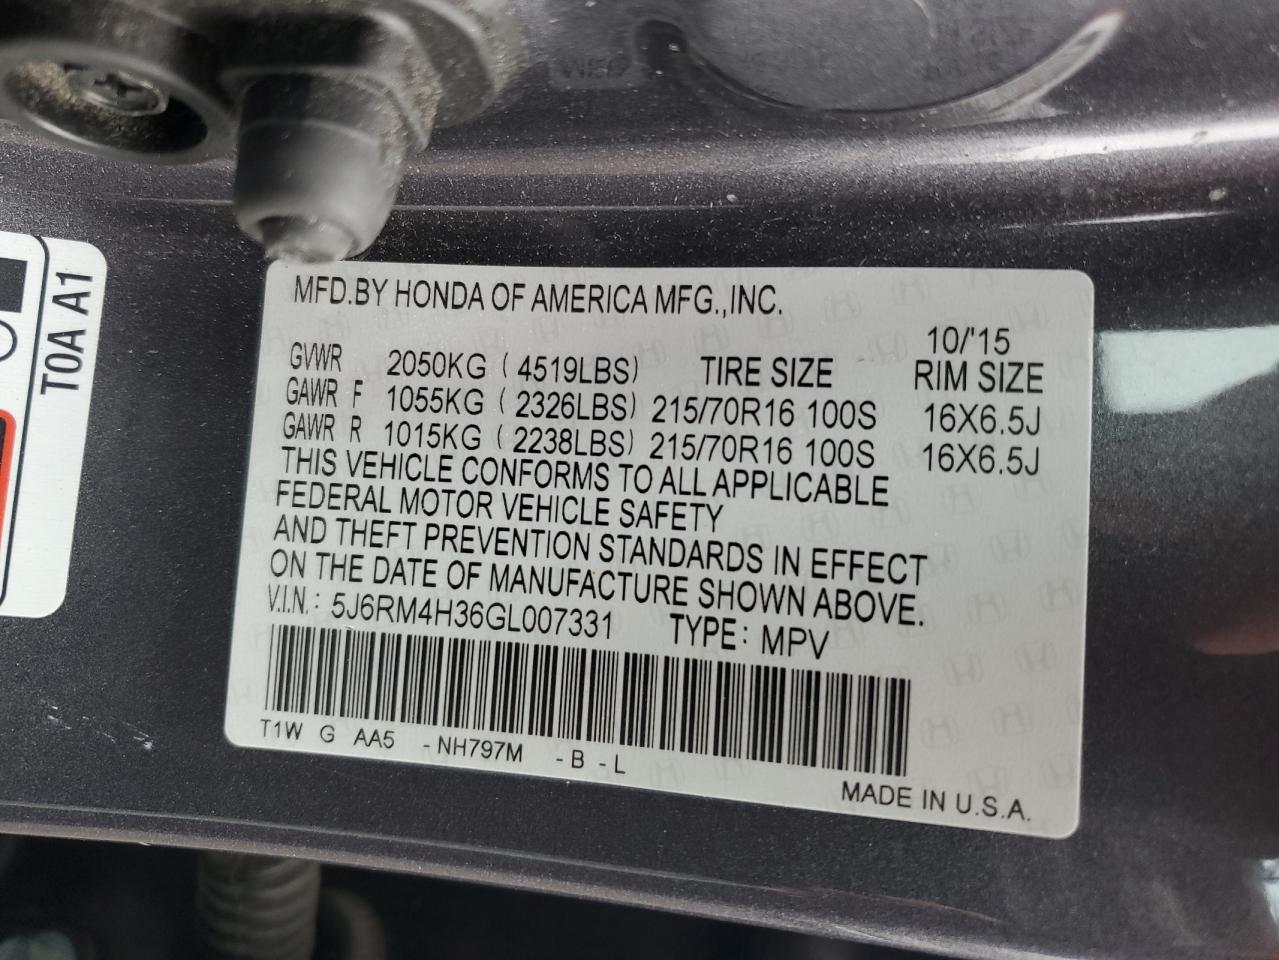 MFD.BY HONDA OF AMERICA MFG.,INC.
10/'15
GVWR 2050KG ( 4519LBS) TIRE SIZE RIM SIZE
GAWR F 1055KG ( 2326LBS) 215/70R16 100S 16X6.5J
GAWR R 1015KG ( 2238LBS) 215/70R16 100S 16X6.5J
THIS VEHICLE CONFORMS TO ALL APPLICABLE
FEDERAL MOTOR VEHICLE SAFETY
AND THEFT PREVENTION STANDARDS IN EFFECT
ON THE DATE OF MANUFACTURE SHOWN ABOVE.
V.I.N.: 5J6RM4H36GL007331 TYPE: MPV
T1W G AA5 -NH797M -B -L
MADE IN U.S.A.
T0A A1